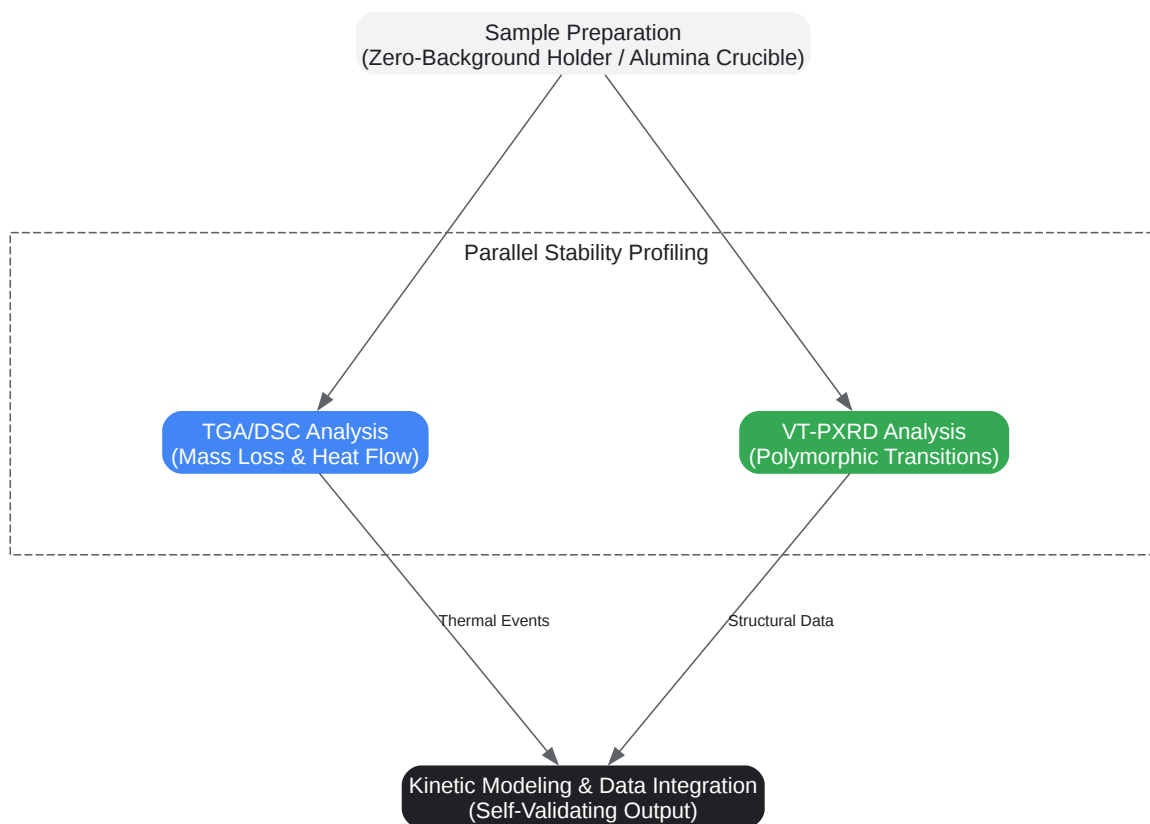 Sample Preparation
(Zero-Background Holder / Alumina Crucible)
Parallel Stability Profiling
TGA/DSC Analysis
(Mass Loss & Heat Flow)
VT-PXRD Analysis
(Polymorphic Transitions)
Thermal Events
Structural Data
Kinetic Modeling & Data Integration
(Self-Validating Output)